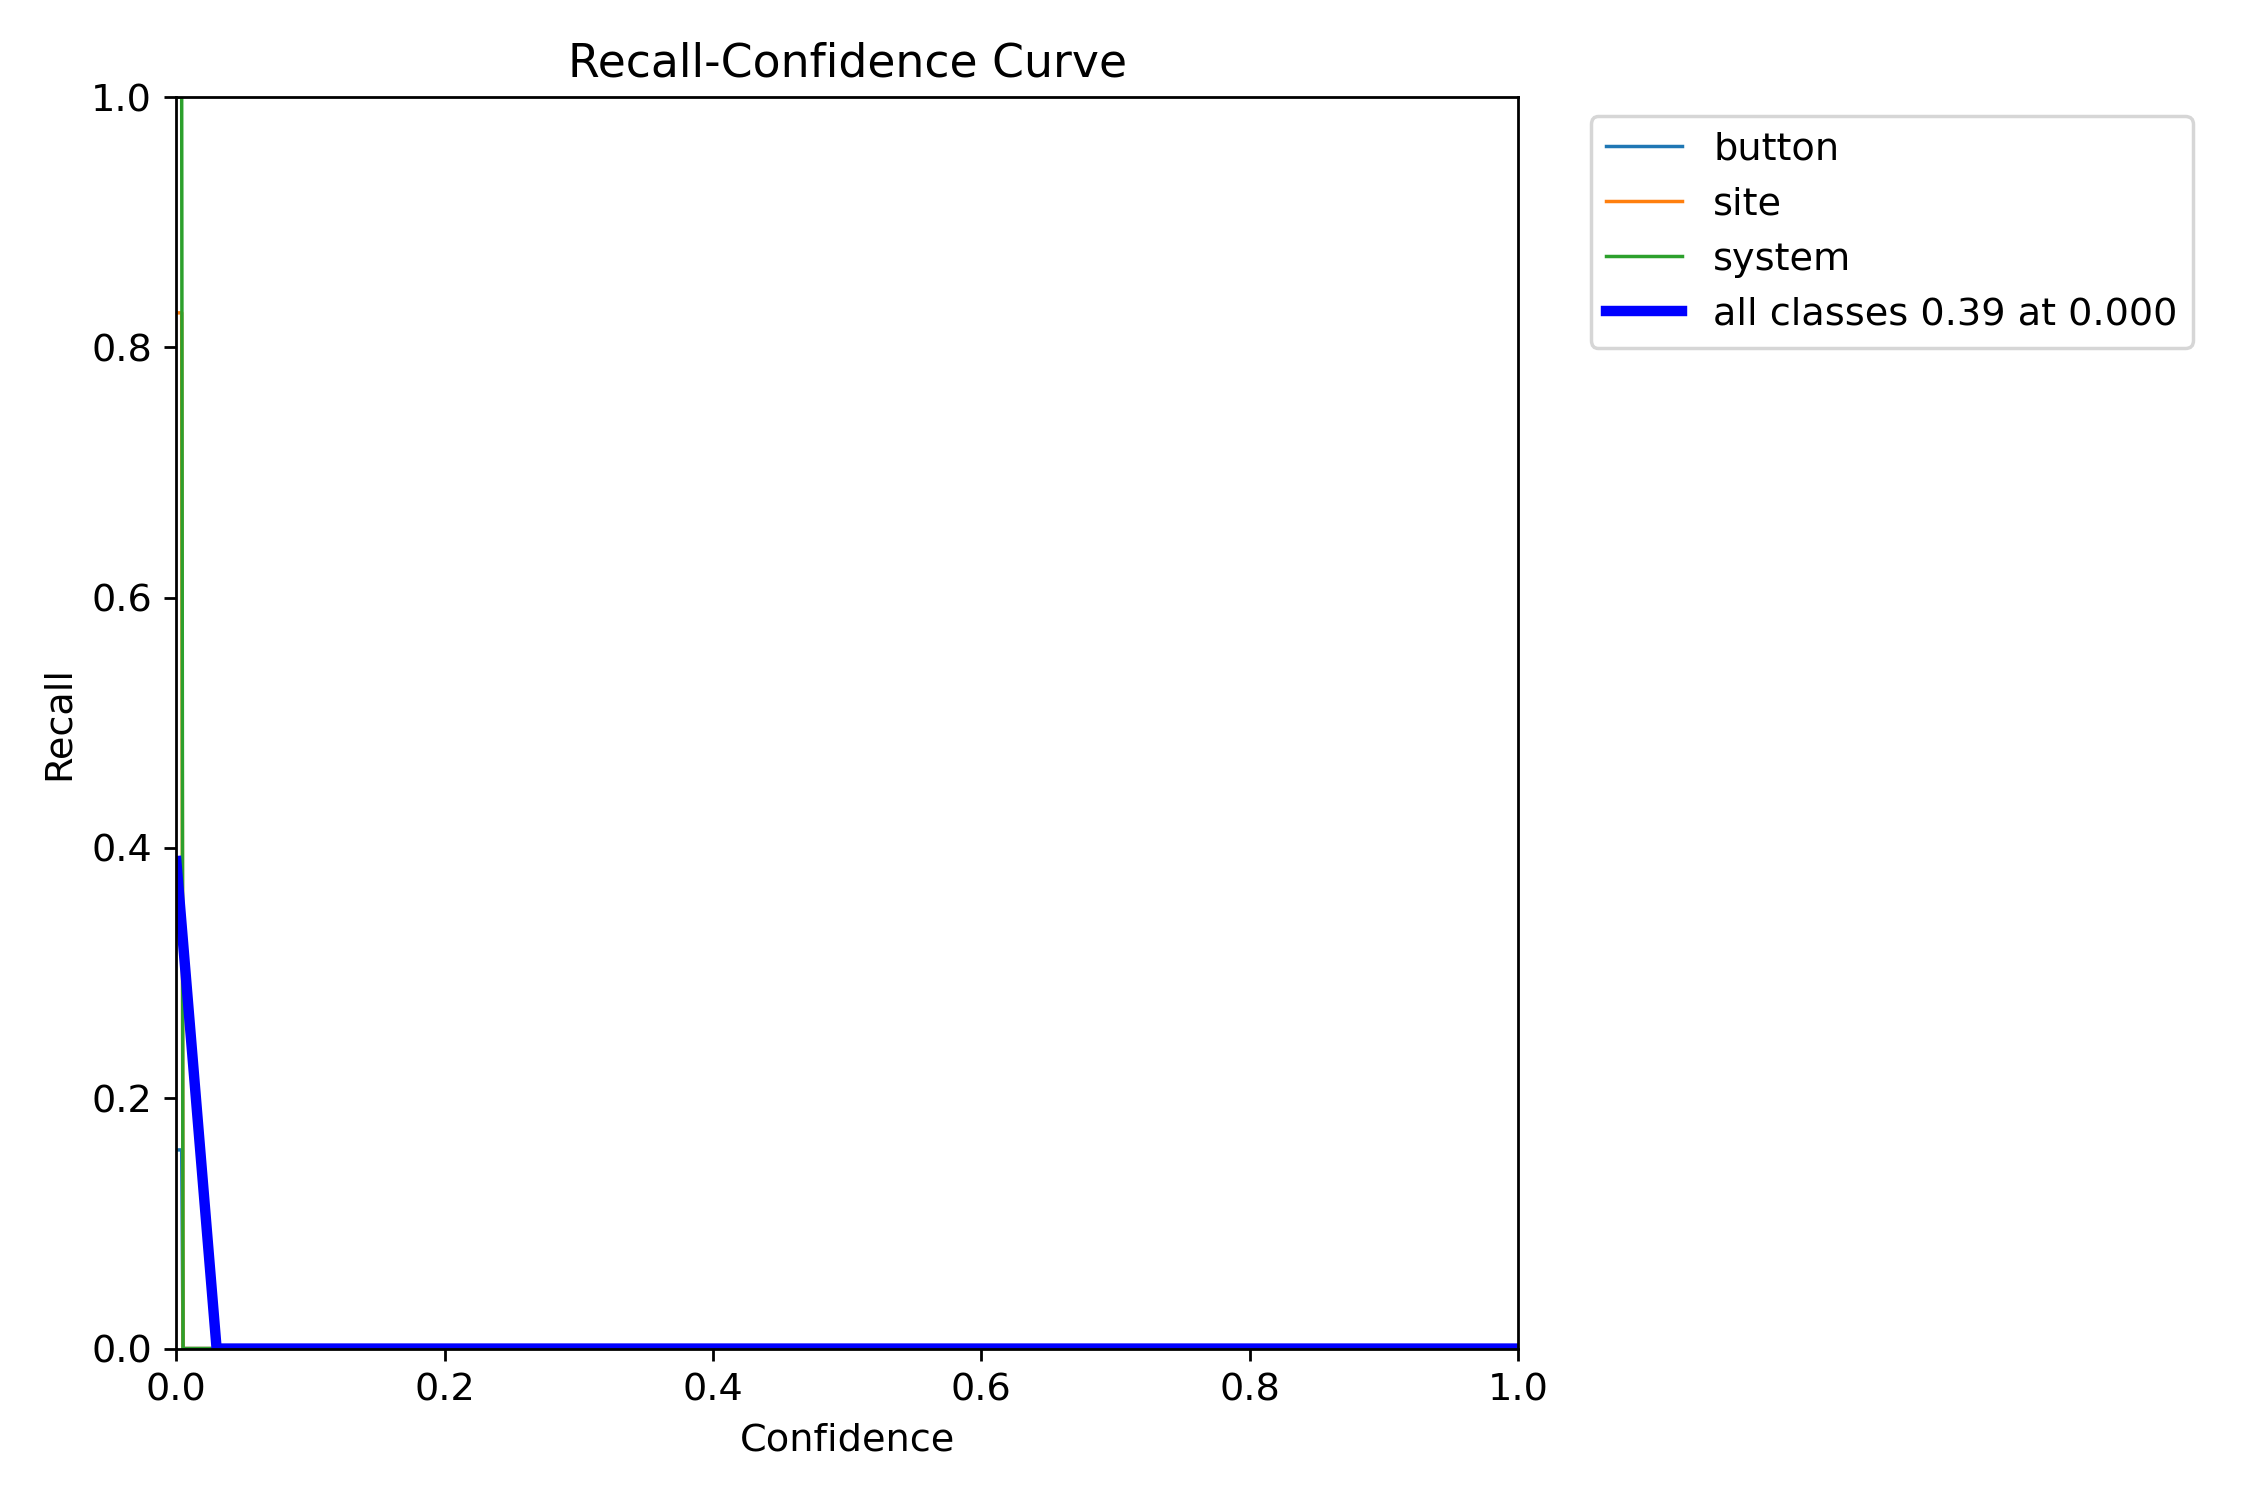 Recall-Confidence Curve
1.0
0.8
0.6
0.4
0.2
0.0
Recall
0.0 0.2 0.4 0.6 0.8 1.0
Confidence
button
site
system
all classes 0.39 at 0.000